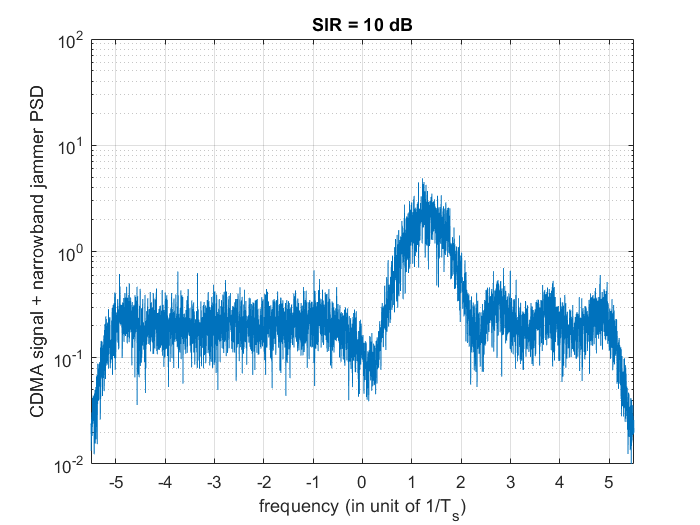 SIR = 10 dB
CDMA signal + narrowband jammer PSD
10^2
10^1
10^0
10^-1
10^-2
-5 -4 -3 -2 -1 0 1 2 3 4 5
frequency (in unit of 1/T_s)